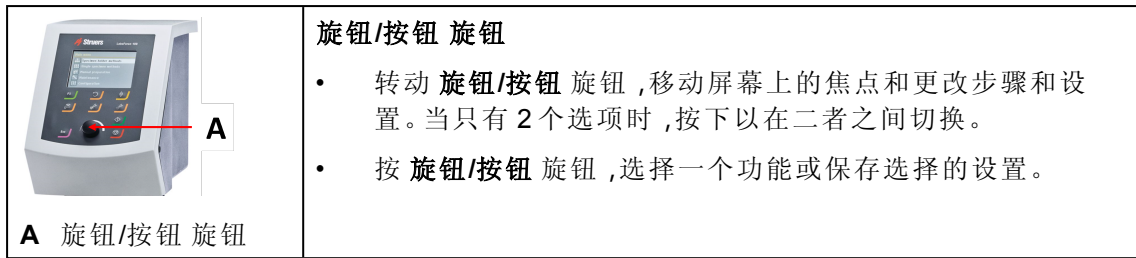 Struers
A
A 旋钮/按钮 旋钮
旋钮/按钮 旋钮
• 转动 旋钮/按钮 旋钮 ,移动屏幕上的焦点和更改步骤和设
置。当只有 2 个选项时 ,按下以在二者之间切换。
• 按 旋钮/按钮 旋钮 ,选择一个功能或保存选择的设置。